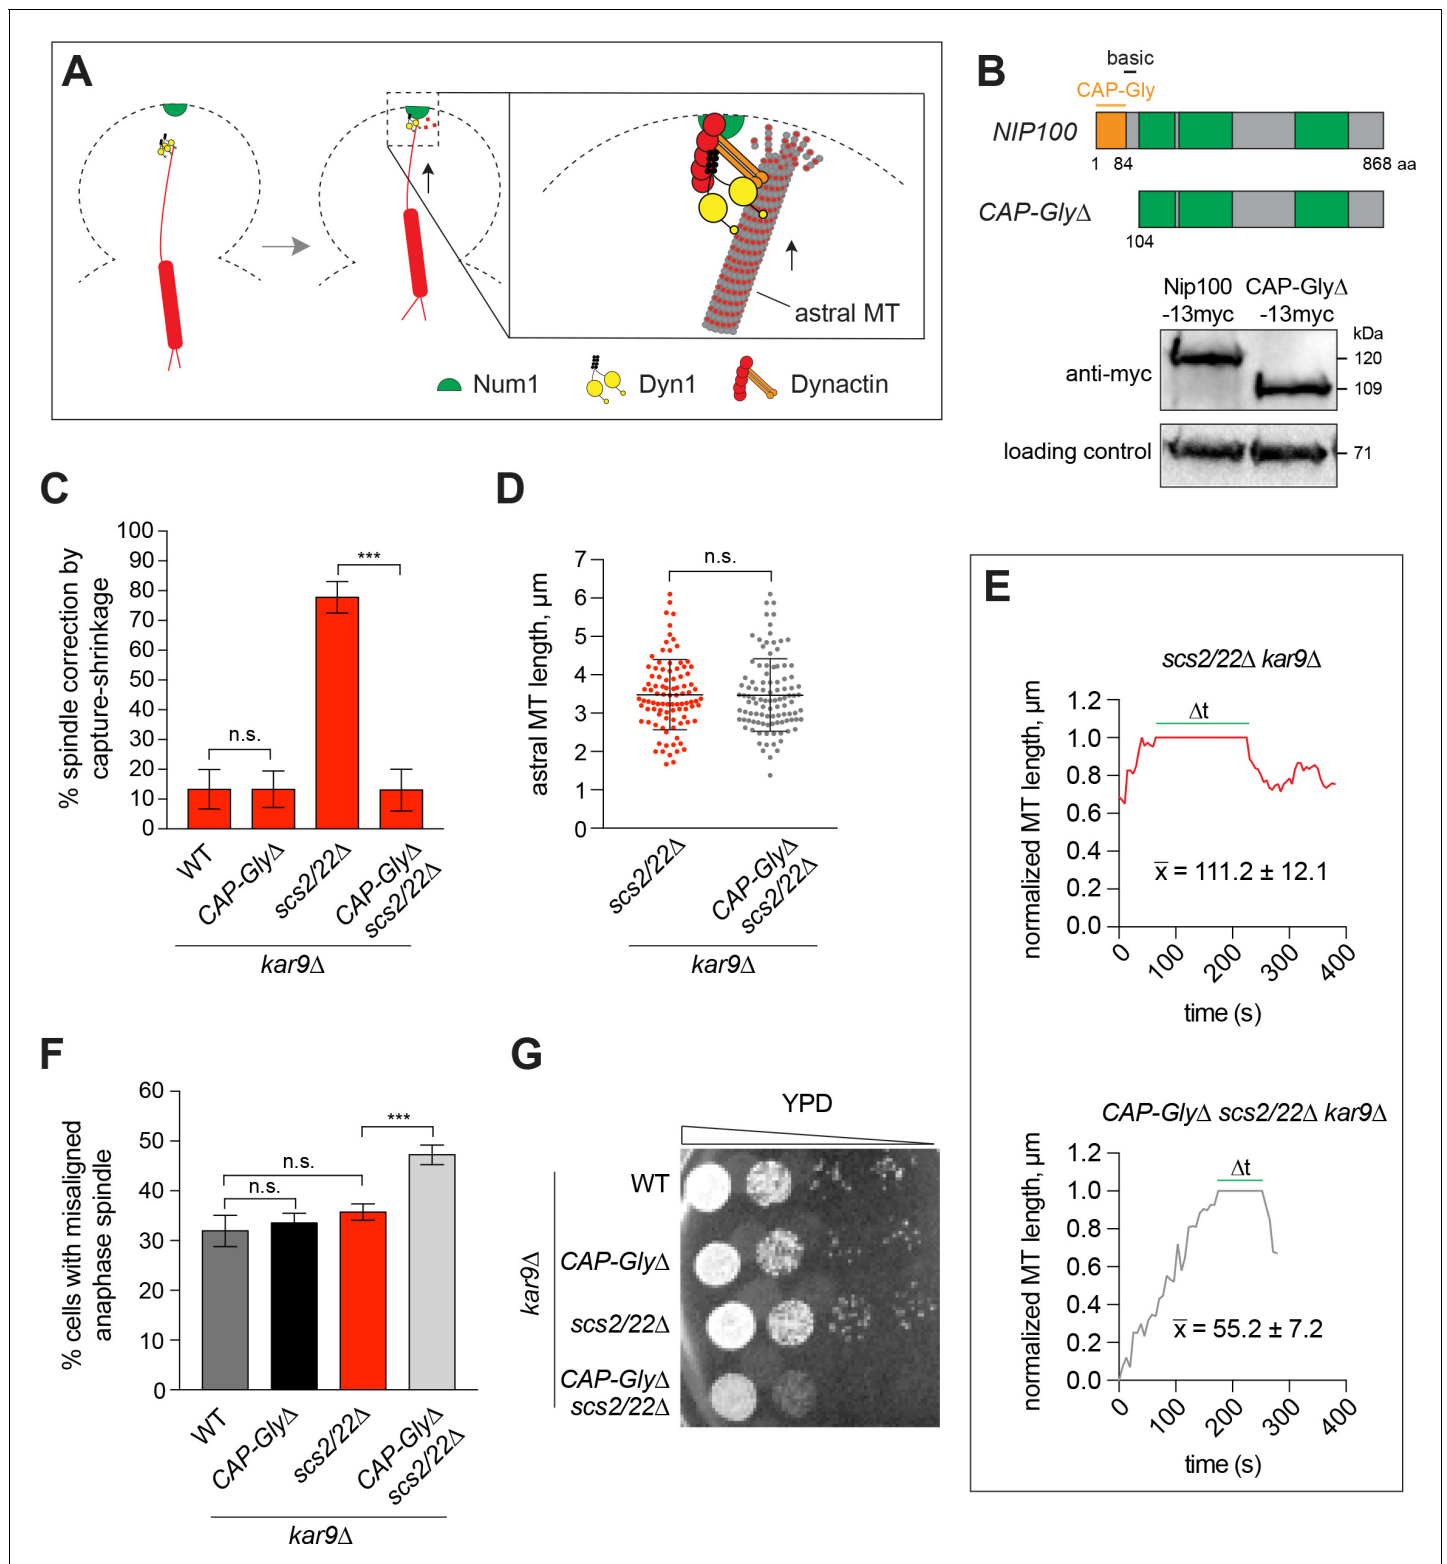 A
astral MT
Num1
Dyn1
Dynactin
B
basic
CAP-Gly
NIP100
1 84 868 aa
CAP-GlyΔ
104
Nip100 CAP-GlyΔ
-13myc -13myc
kDa
anti-myc
120
109
loading control
71
C
% spindle correction by
capture-shrinkage
100
90
80
70
60
50
40
30
20
10
0
n.s.
***
WT
CAP-GlyΔ
scs2/22Δ
CAP-GlyΔ
scs2/22Δ
kar9Δ
D
astral MT length, µm
7
6
5
4
3
2
1
0
n.s.
scs2/22Δ
CAP-GlyΔ
scs2/22Δ
kar9Δ
E
scs2/22Δ kar9Δ
normalized MT length, µm
1.2
1.0
0.8
0.6
0.4
0.2
0.0
Δt
x̅ = 111.2 ± 12.1
0 100 200 300 400
time (s)
CAP-GlyΔ scs2/22Δ kar9Δ
normalized MT length, µm
1.2
1.0
0.8
0.6
0.4
0.2
0.0
Δt
x̅ = 55.2 ± 7.2
0 100 200 300 400
time (s)
F
% cells with misaligned
anaphase spindle
60
50
40
30
20
10
0
n.s.
n.s.
***
WT
CAP-GlyΔ
scs2/22Δ
CAP-GlyΔ
scs2/22Δ
kar9Δ
G
YPD
kar9Δ
WT
CAP-GlyΔ
scs2/22Δ
CAP-GlyΔ
scs2/22Δ